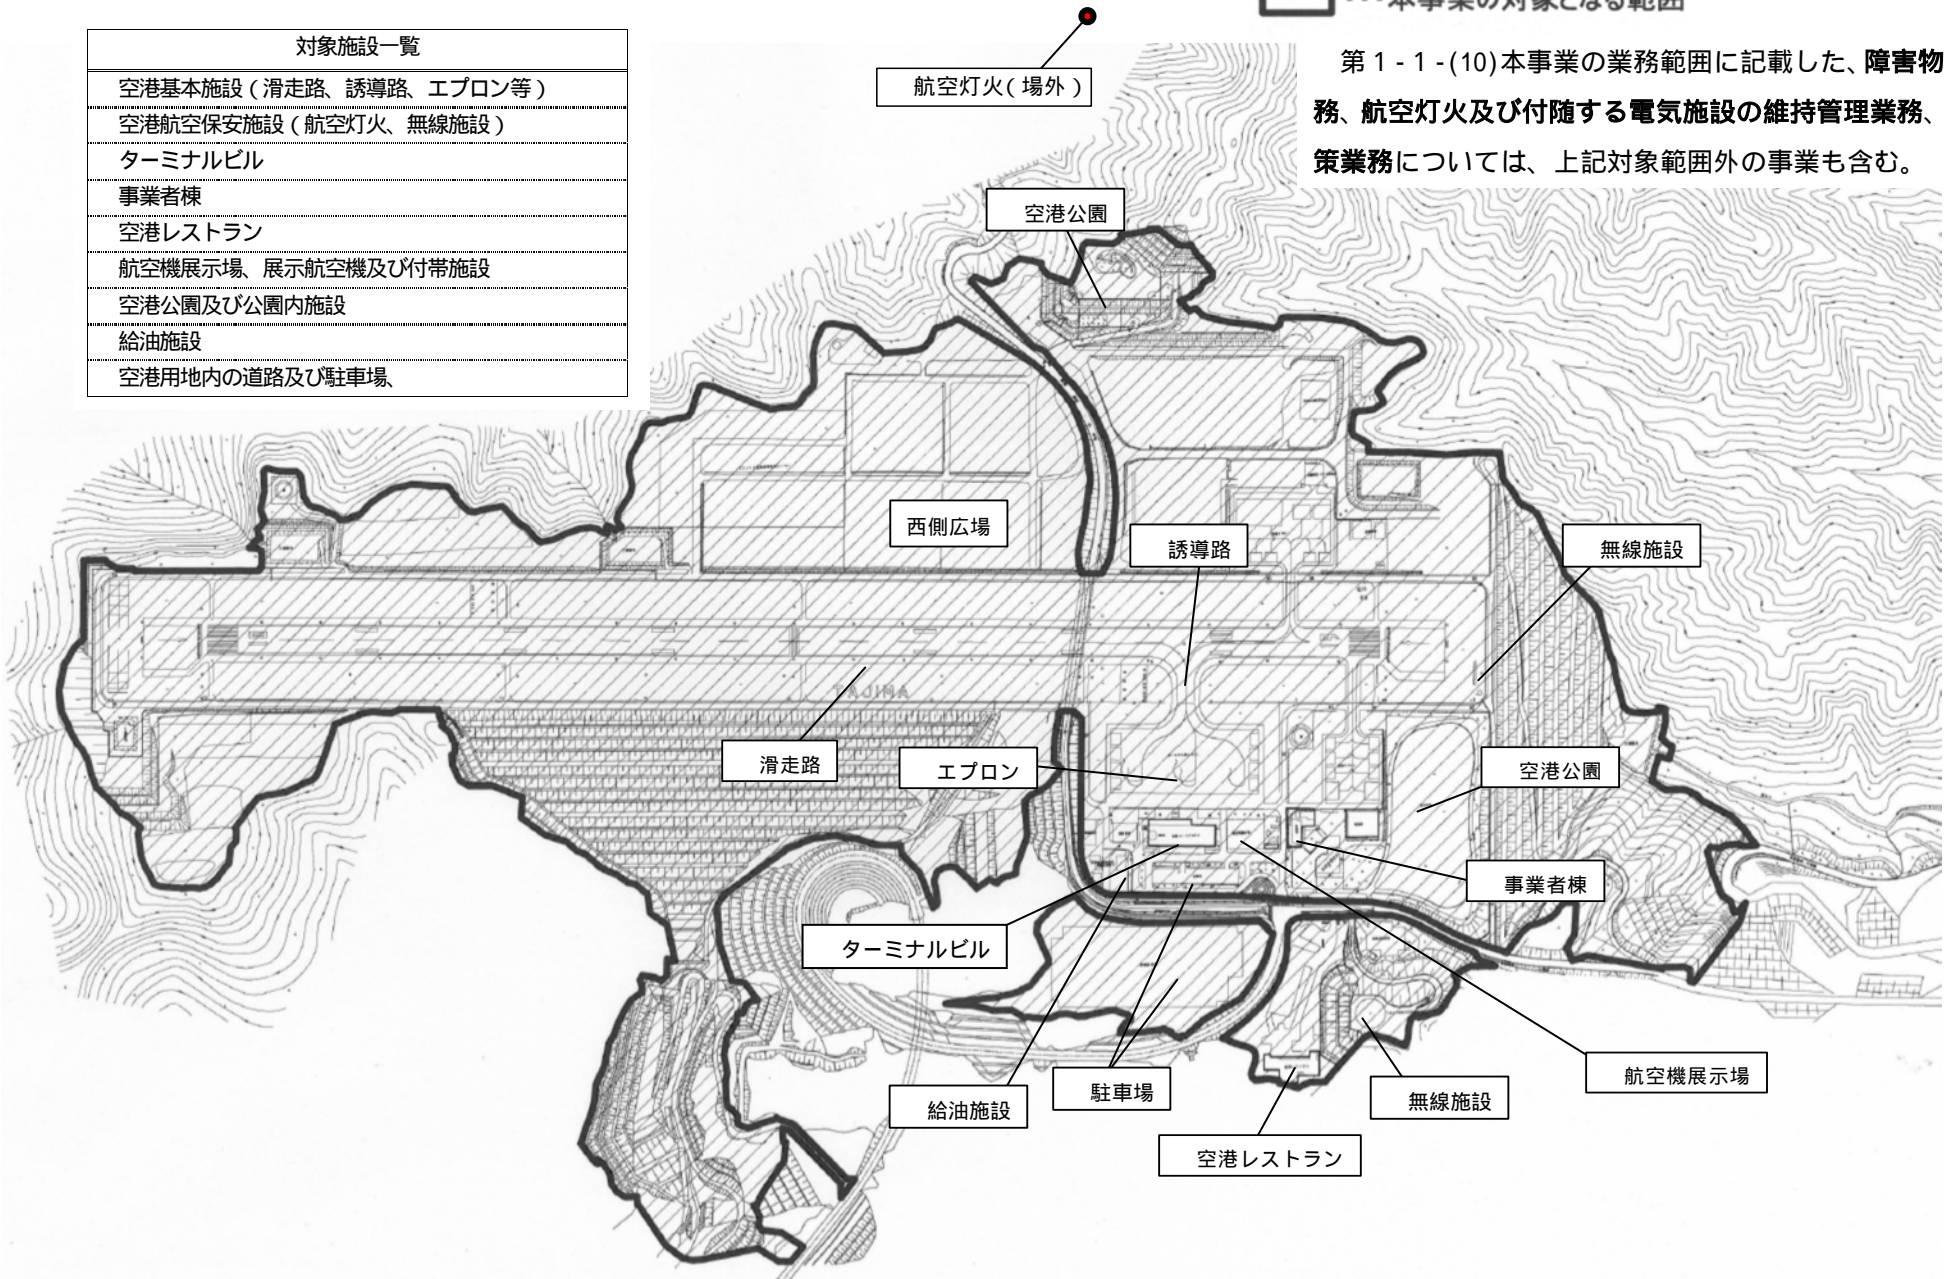 ・・・本事業の対象となる範囲
対象施設一覧
空港基本施設（滑走路、誘導路、エプロン等）
空港航空保安施設（航空灯火、無線施設）
ターミナルビル
事業者棟
空港レストラン
航空機展示場、展示航空機及び付帯施設
空港公園及び公園内施設
給油施設
空港用地内の道路及び駐車場、
航空灯火（場外）
第1-1-(10)本事業の業務範囲に記載した、障害物
務、航空灯火及び付随する電気施設の維持管理業務、
策業務については、上記対象範囲外の事業も含む。
空港公園
西側広場
誘導路
無線施設
TAJIMA
滑走路
エプロン
空港公園
事業者棟
ターミナルビル
航空機展示場
駐車場
給油施設
無線施設
空港レストラン